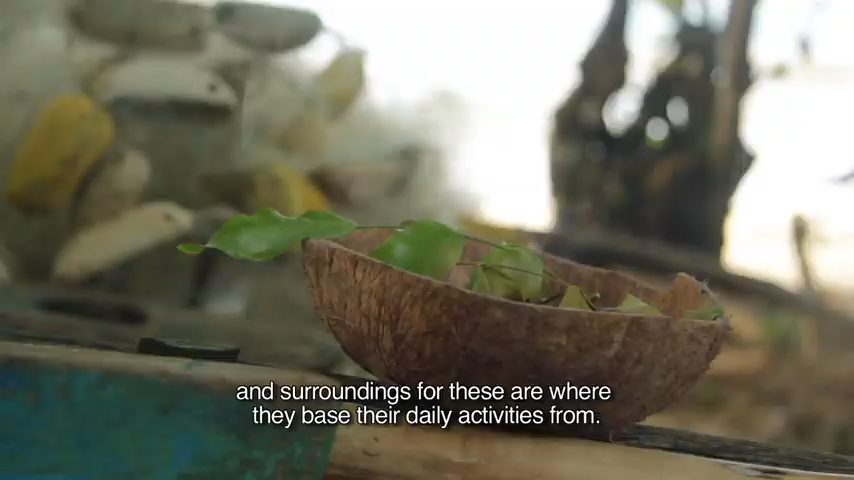 and surroundings for these are where
they base their daily activities from.